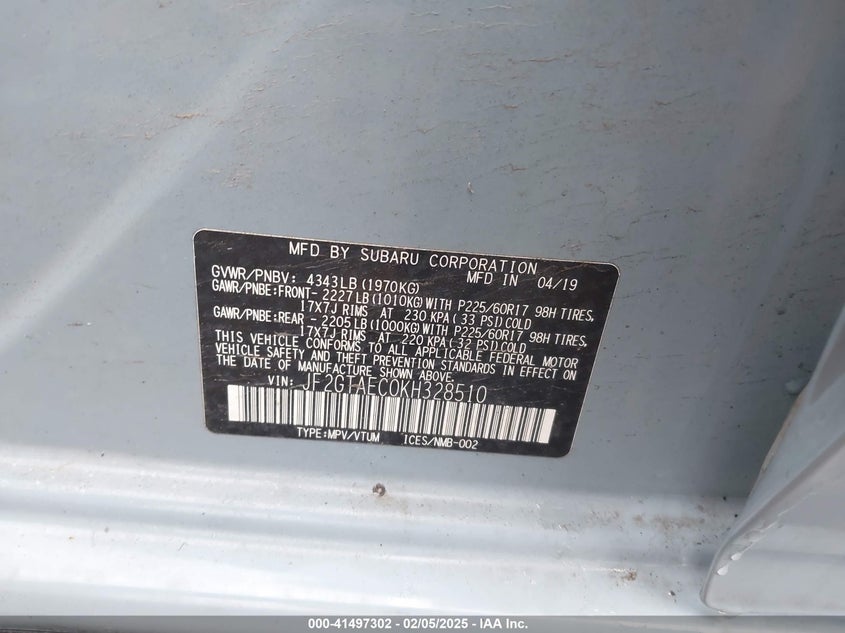 MFD BY SUBARU CORPORATION
GVWR/PNBV: 4343LB(1970KG) MFD IN 04/19
GAWR/PNBE:FRONT- 2227LB(1010KG)WITH P225/60R17 98H TIRES,
17X7J RIMS AT 230 KPA( 33 PSI)COLD
GAWR/PNBE:REAR - 2205LB(1000KG)WITH P225/60R17 98H TIRES,
17X7J RIMS AT 220 KPA( 32 PSI)COLD
THIS VEHICLE CONFORMS TO ALL APPLICABLE FEDERAL MOTOR
VEHICLE SAFETY AND THEFT PREVENTION STANDARDS IN EFFECT ON
THE DATE OF MANUFACTURE SHOWN ABOVE.
VIN: JF2GTAEC0KH328510
TYPE:MPV/VTUM ICES/NMB-002
000-41497302 - 02/05/2025 - IAA Inc.